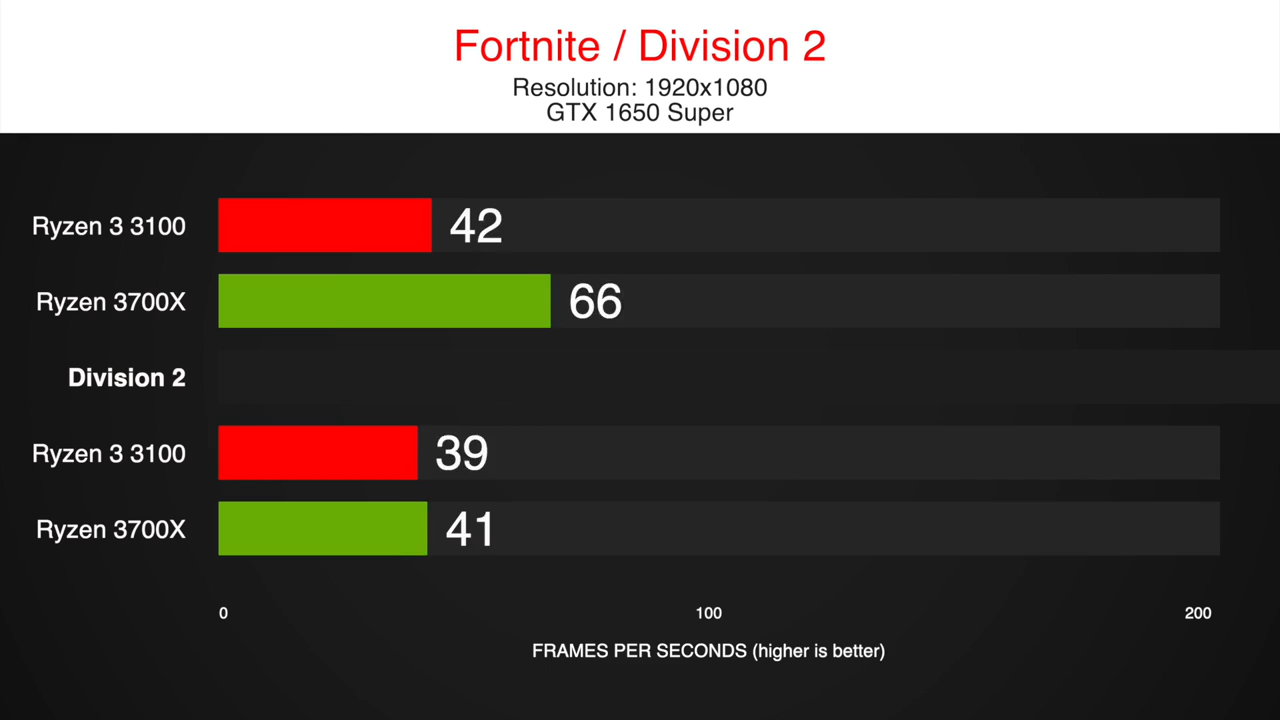 Fortnite / Division 2
Resolution: 1920x1080
GTX 1650 Super
Ryzen 3 3100 42
Ryzen 3700X 66
Division 2
Ryzen 3 3100 39
Ryzen 3700X 41
0 100 200
FRAMES PER SECONDS (higher is better)